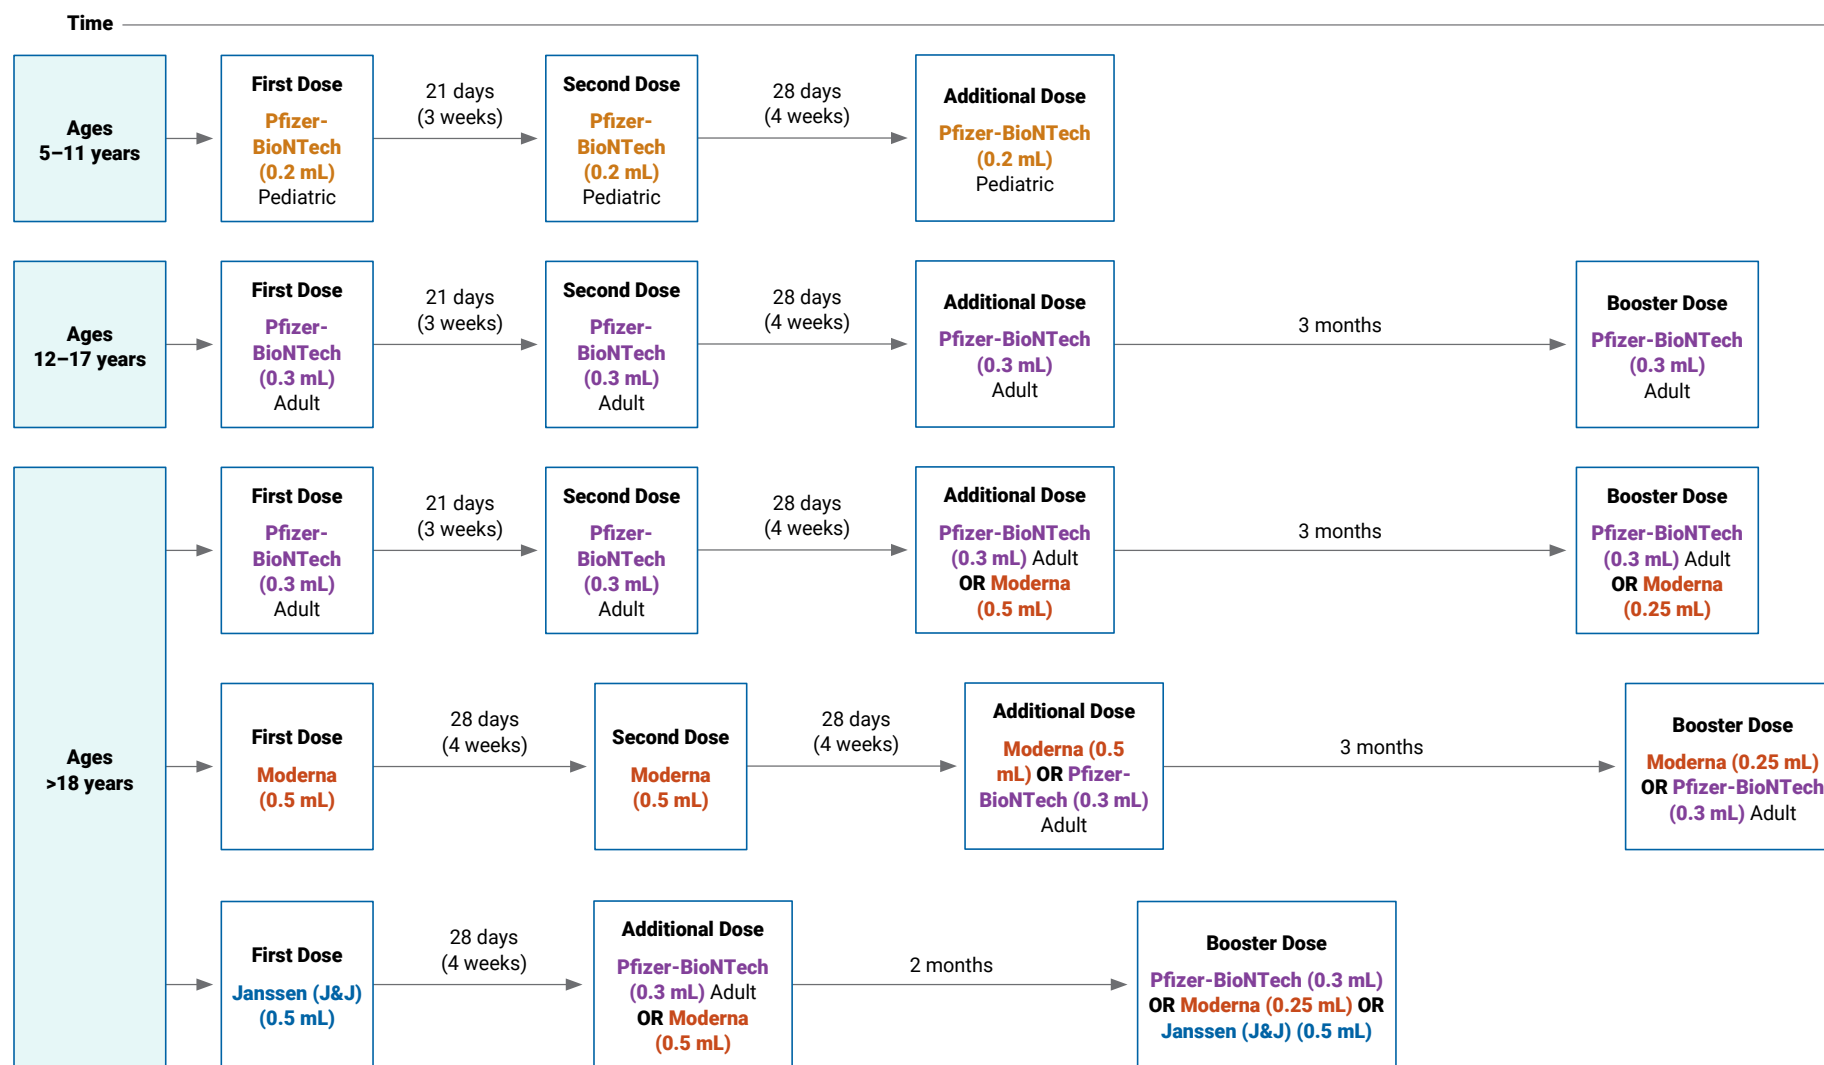 Time
Ages
5–11 years
First Dose
Pfizer-
BioNTech
(0.2 mL)
Pediatric
21 days
(3 weeks)
Second Dose
Pfizer-
BioNTech
(0.2 mL)
Pediatric
28 days
(4 weeks)
Additional Dose
Pfizer-BioNTech
(0.2 mL)
Pediatric
Ages
12–17 years
First Dose
Pfizer-
BioNTech
(0.3 mL)
Adult
21 days
(3 weeks)
Second Dose
Pfizer-
BioNTech
(0.3 mL)
Adult
28 days
(4 weeks)
Additional Dose
Pfizer-BioNTech
(0.3 mL)
Adult
3 months
Booster Dose
Pfizer-BioNTech
(0.3 mL)
Adult
Ages
>18 years
First Dose
Pfizer-
BioNTech
(0.3 mL)
Adult
21 days
(3 weeks)
Second Dose
Pfizer-
BioNTech
(0.3 mL)
Adult
28 days
(4 weeks)
Additional Dose
Pfizer-BioNTech
(0.3 mL) Adult
OR Moderna
(0.5 mL)
3 months
Booster Dose
Pfizer-BioNTech
(0.3 mL) Adult
OR Moderna
(0.25 mL)
First Dose
Moderna
(0.5 mL)
28 days
(4 weeks)
Second Dose
Moderna
(0.5 mL)
28 days
(4 weeks)
Additional Dose
Moderna (0.5
mL) OR Pfizer-
BioNTech (0.3 mL)
Adult
3 months
Booster Dose
Moderna (0.25 mL)
OR Pfizer-BioNTech
(0.3 mL) Adult
First Dose
Janssen (J&J)
(0.5 mL)
28 days
(4 weeks)
Additional Dose
Pfizer-BioNTech
(0.3 mL) Adult
OR Moderna
(0.5 mL)
2 months
Booster Dose
Pfizer-BioNTech (0.3 mL)
OR Moderna (0.25 mL) OR
Janssen (J&J) (0.5 mL)